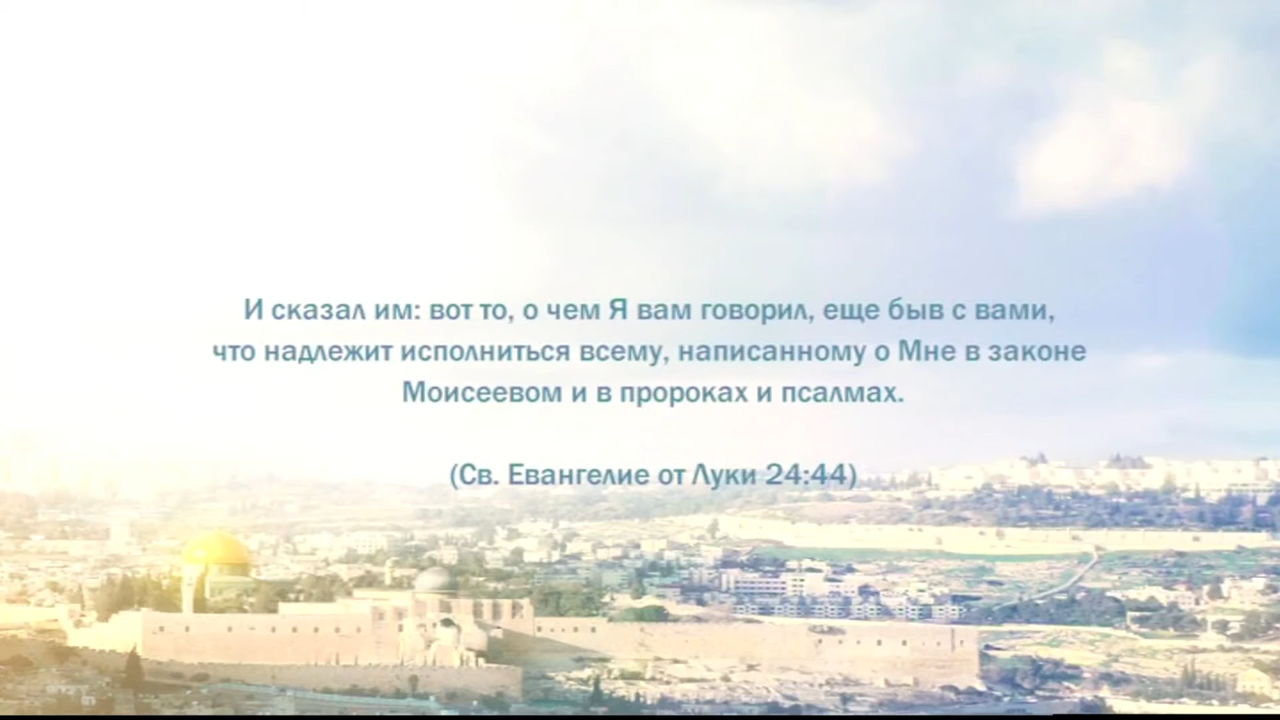 И сказал им: вот то, о чем Я вам говорил, еще быв с вами,
что надлежит исполниться всему, написанному о Мне в законе
Моисеевом и в пророках и псалмах.
(Св. Евангелие от Луки 24:44)